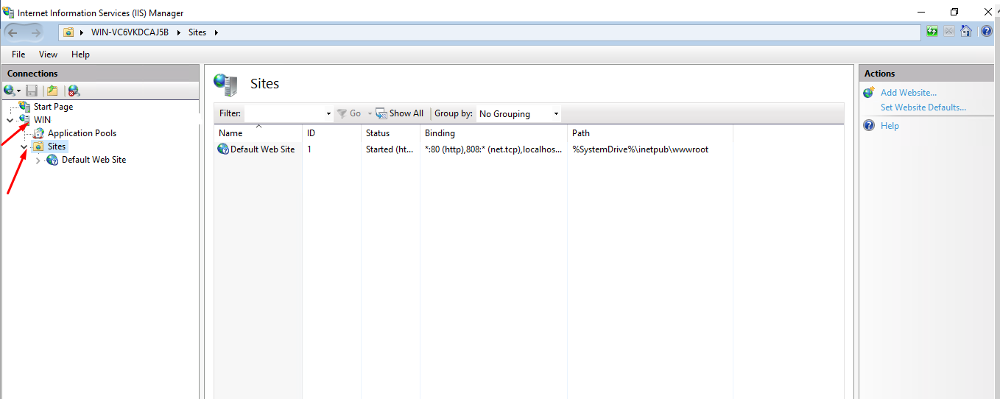 Internet Information Services (IIS) Manager
WIN-VC6VKDCAJ5B Sites
File View Help
Connections
Start Page
WIN
Application Pools
Sites
Default Web Site
Sites
Filter: Go Show All Group by: No Grouping
Name ID Status Binding Path
Default Web Site 1 Started (ht... *:80 (http),808:* (net.tcp),localhos... %SystemDrive%\inetpub\wwwroot
Actions
Add Website...
Set Website Defaults...
Help